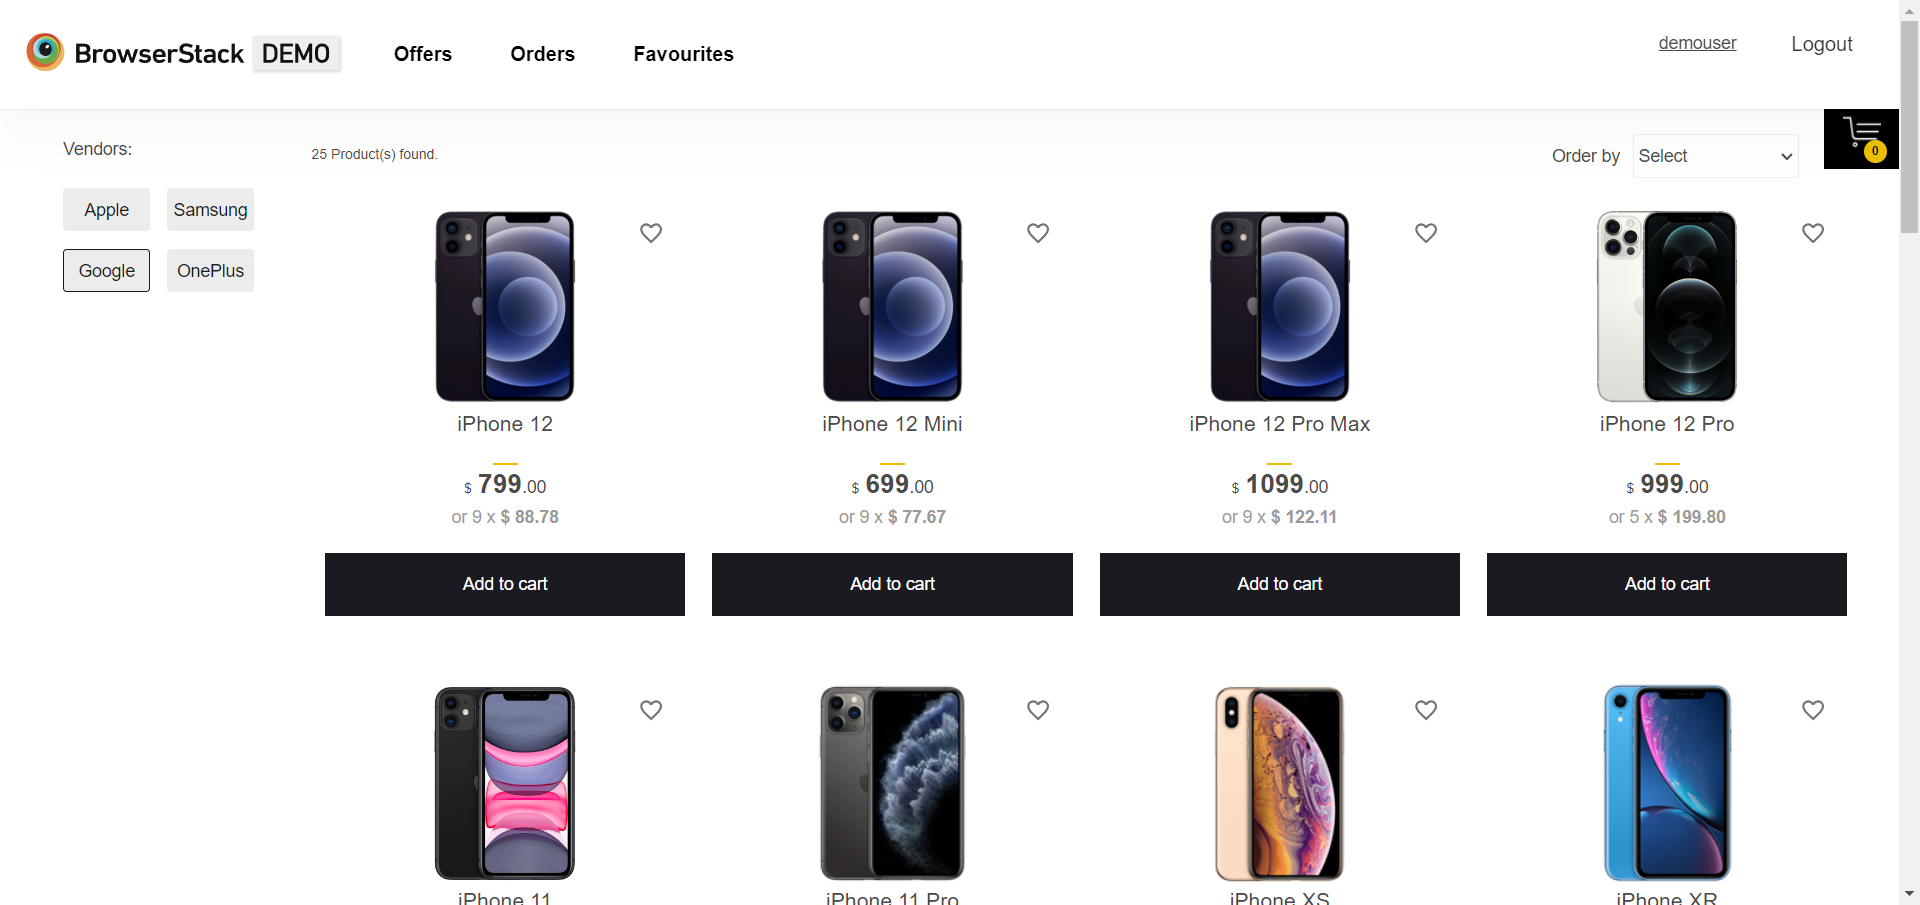 BrowserStack DEMO
Offers
Orders
Favourites
demouser
Logout
Vendors:
25 Product(s) found.
Order by
Select
0
Apple
Samsung
Google
OnePlus
iPhone 12
$ 799.00
or 9 x $ 88.78
Add to cart
iPhone 12 Mini
$ 699.00
or 9 x $ 77.67
Add to cart
iPhone 12 Pro Max
$ 1099.00
or 9 x $ 122.11
Add to cart
iPhone 12 Pro
$ 999.00
or 5 x $ 199.80
Add to cart
iPhone 11
iPhone 11 Pro
iPhone XS
iPhone XR